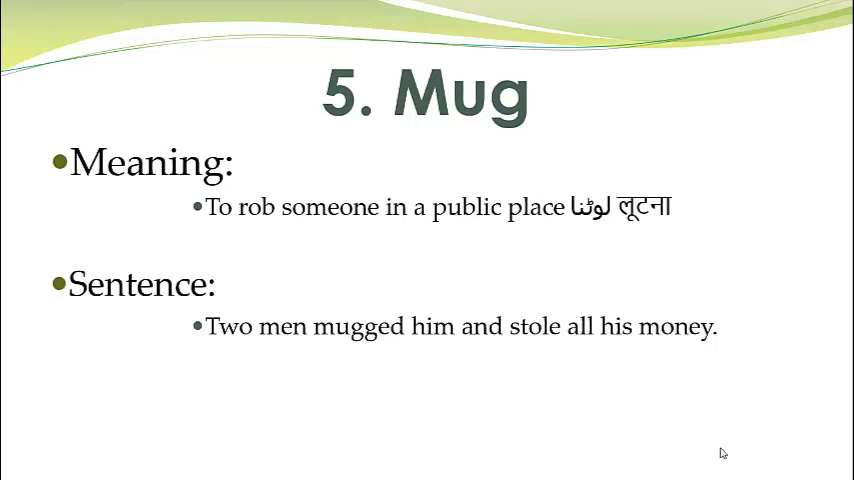 5. Mug
•Meaning:
•To rob someone in a public place لوٹنا लूटना
•Sentence:
•Two men mugged him and stole all his money.